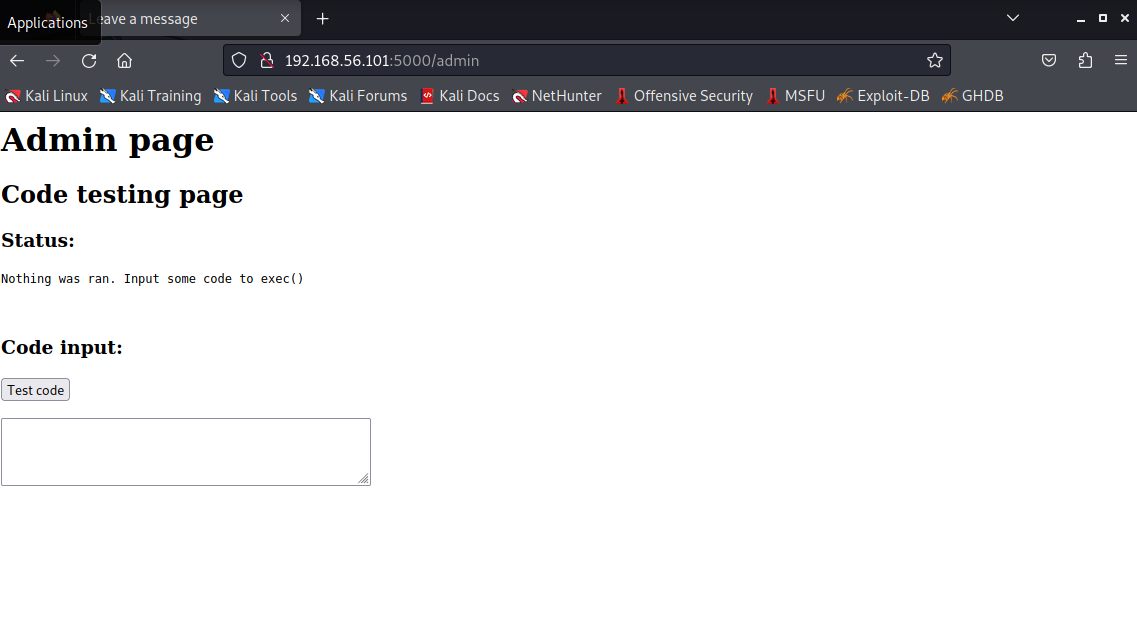 Applications
eave a message
192.168.56.101:5000/admin
Kali Linux Kali Training Kali Tools Kali Forums Kali Docs NetHunter Offensive Security MSFU Exploit-DB GHDB
Admin page
Code testing page
Status:
Nothing was ran. Input some code to exec()
Code input:
Test code